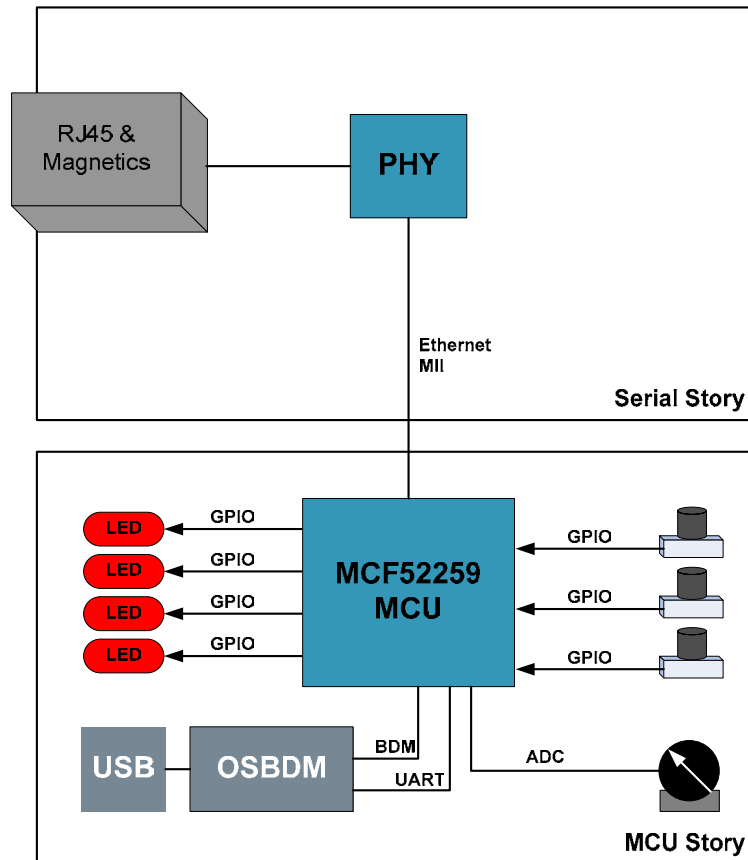 RJ45 &
Magnetics
PHY
Ethernet
MII
Serial Story
LED
GPIO
LED
GPIO
LED
GPIO
LED
GPIO
MCF52259
MCU
GPIO
GPIO
GPIO
USB
OSBDM
BDM
UART
ADC
MCU Story